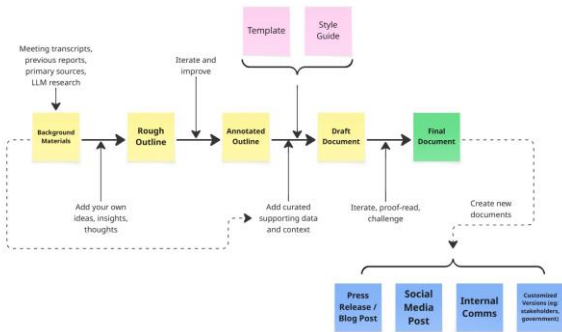 Template
Style
Guide
Meeting transcripts,
previous reports,
primary sources,
LLM research
Iterate and
improve
Background
Materials
Rough
Outline
Annotated
Outline
Draft
Document
Final
Document
Add your own
ideas, insights,
thoughts
Add curated
supporting data
and context
Iterate, proof-read,
challenge
Create new
documents
Press
Release /
Blog Post
Social
Media
Post
Internal
Comms
Customized
Versions (eg:
stakeholders,
government)